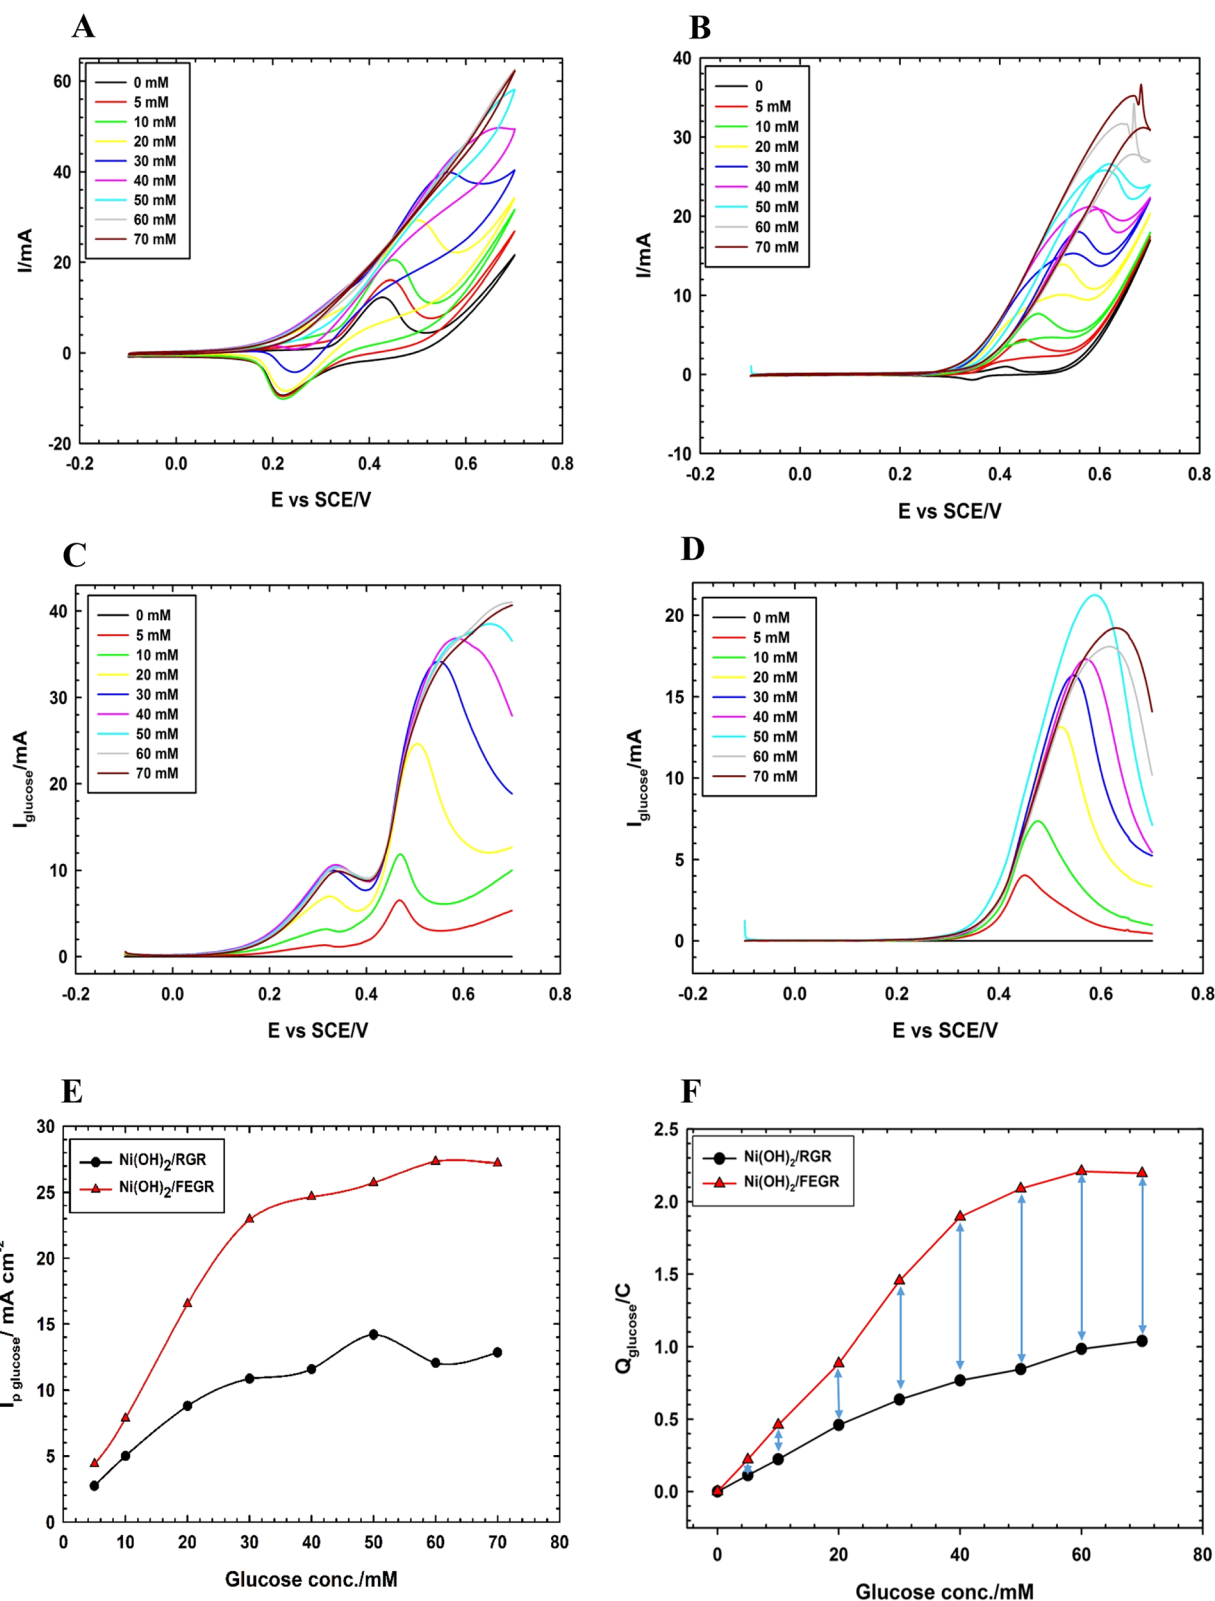 A
60
40
20
0
-20
-0.2 0.0 0.2 0.4 0.6 0.8
I/mA
E vs SCE/V
0 mM
5 mM
10 mM
20 mM
30 mM
40 mM
50 mM
60 mM
70 mM
B
40
30
20
10
0
-10
-0.2 0.0 0.2 0.4 0.6 0.8
I/mA
E vs SCE/V
0
5 mM
10 mM
20 mM
30 mM
40 mM
50 mM
60 mM
70 mM
C
40
30
20
10
0
-0.2 0.0 0.2 0.4 0.6 0.8
Iglucose/mA
E vs SCE/V
0 mM
5 mM
10 mM
20 mM
30 mM
40 mM
50 mM
60 mM
70 mM
D
20
15
10
5
0
-0.2 0.0 0.2 0.4 0.6 0.8
Iglucose/mA
E vs SCE/V
0 mM
5 mM
10 mM
20 mM
30 mM
40 mM
50 mM
60 mM
70 mM
E
30
25
20
15
10
5
0
0 10 20 30 40 50 60 70 80
Ip glucose/ mA cm-2
Glucose conc./mM
Ni(OH)2/RGR
Ni(OH)2/FEGR
F
2.5
2.0
1.5
1.0
0.5
0.0
0 20 40 60 80
Qglucose/C
Glucose conc./mM
Ni(OH)2/RGR
Ni(OH)2/FEGR